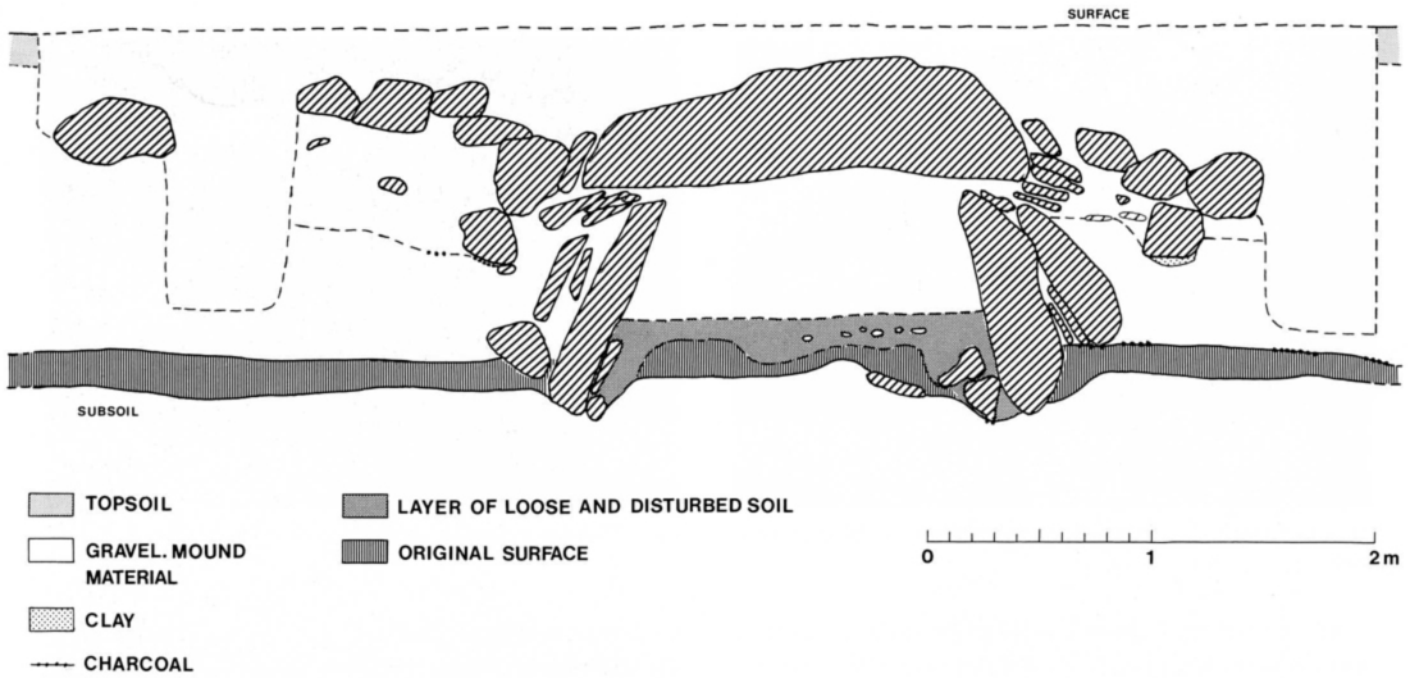 SURFACE
SUBSOIL
TOPSOIL
GRAVEL. MOUND
MATERIAL
CLAY
CHARCOAL
LAYER OF LOOSE AND DISTURBED SOIL
ORIGINAL SURFACE
0 1 2 m